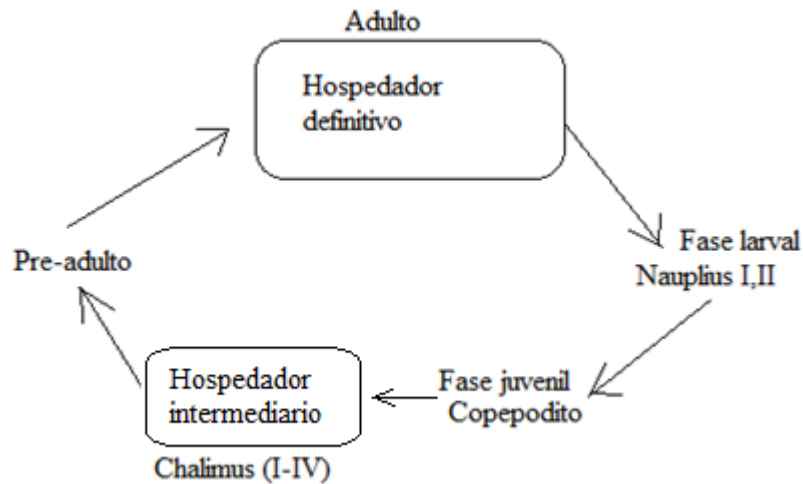 Adulto
Hospedador
definitivo
Fase larval
Nauplius I,II
Pre-adulto
Fase juvenil
Copepodito
Hospedador
intermediario
Chalimus (I-IV)